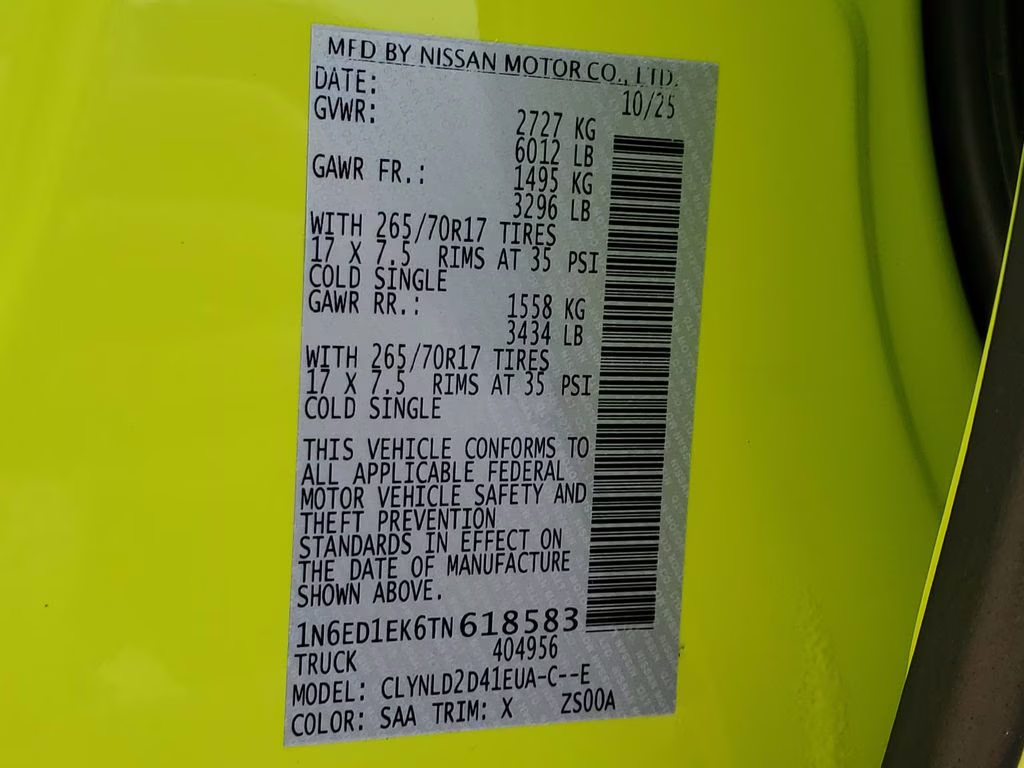 MFD BY NISSAN MOTOR CO., LTD.
DATE: 10/25
GVWR: 2727 KG
6012 LB
GAWR FR.: 1495 KG
3296 LB
WITH 265/70R17 TIRES
17 X 7.5 RIMS AT 35 PSI
COLD SINGLE
GAWR RR.: 1558 KG
3434 LB
WITH 265/70R17 TIRES
17 X 7.5 RIMS AT 35 PSI
COLD SINGLE
THIS VEHICLE CONFORMS TO
ALL APPLICABLE FEDERAL
MOTOR VEHICLE SAFETY AND
THEFT PREVENTION
STANDARDS IN EFFECT ON
THE DATE OF MANUFACTURE
SHOWN ABOVE.
1N6ED1EK6TN618583
TRUCK 404956
MODEL: CLYNLD2D41EUA-C--E
COLOR: SAA TRIM: X ZS00A